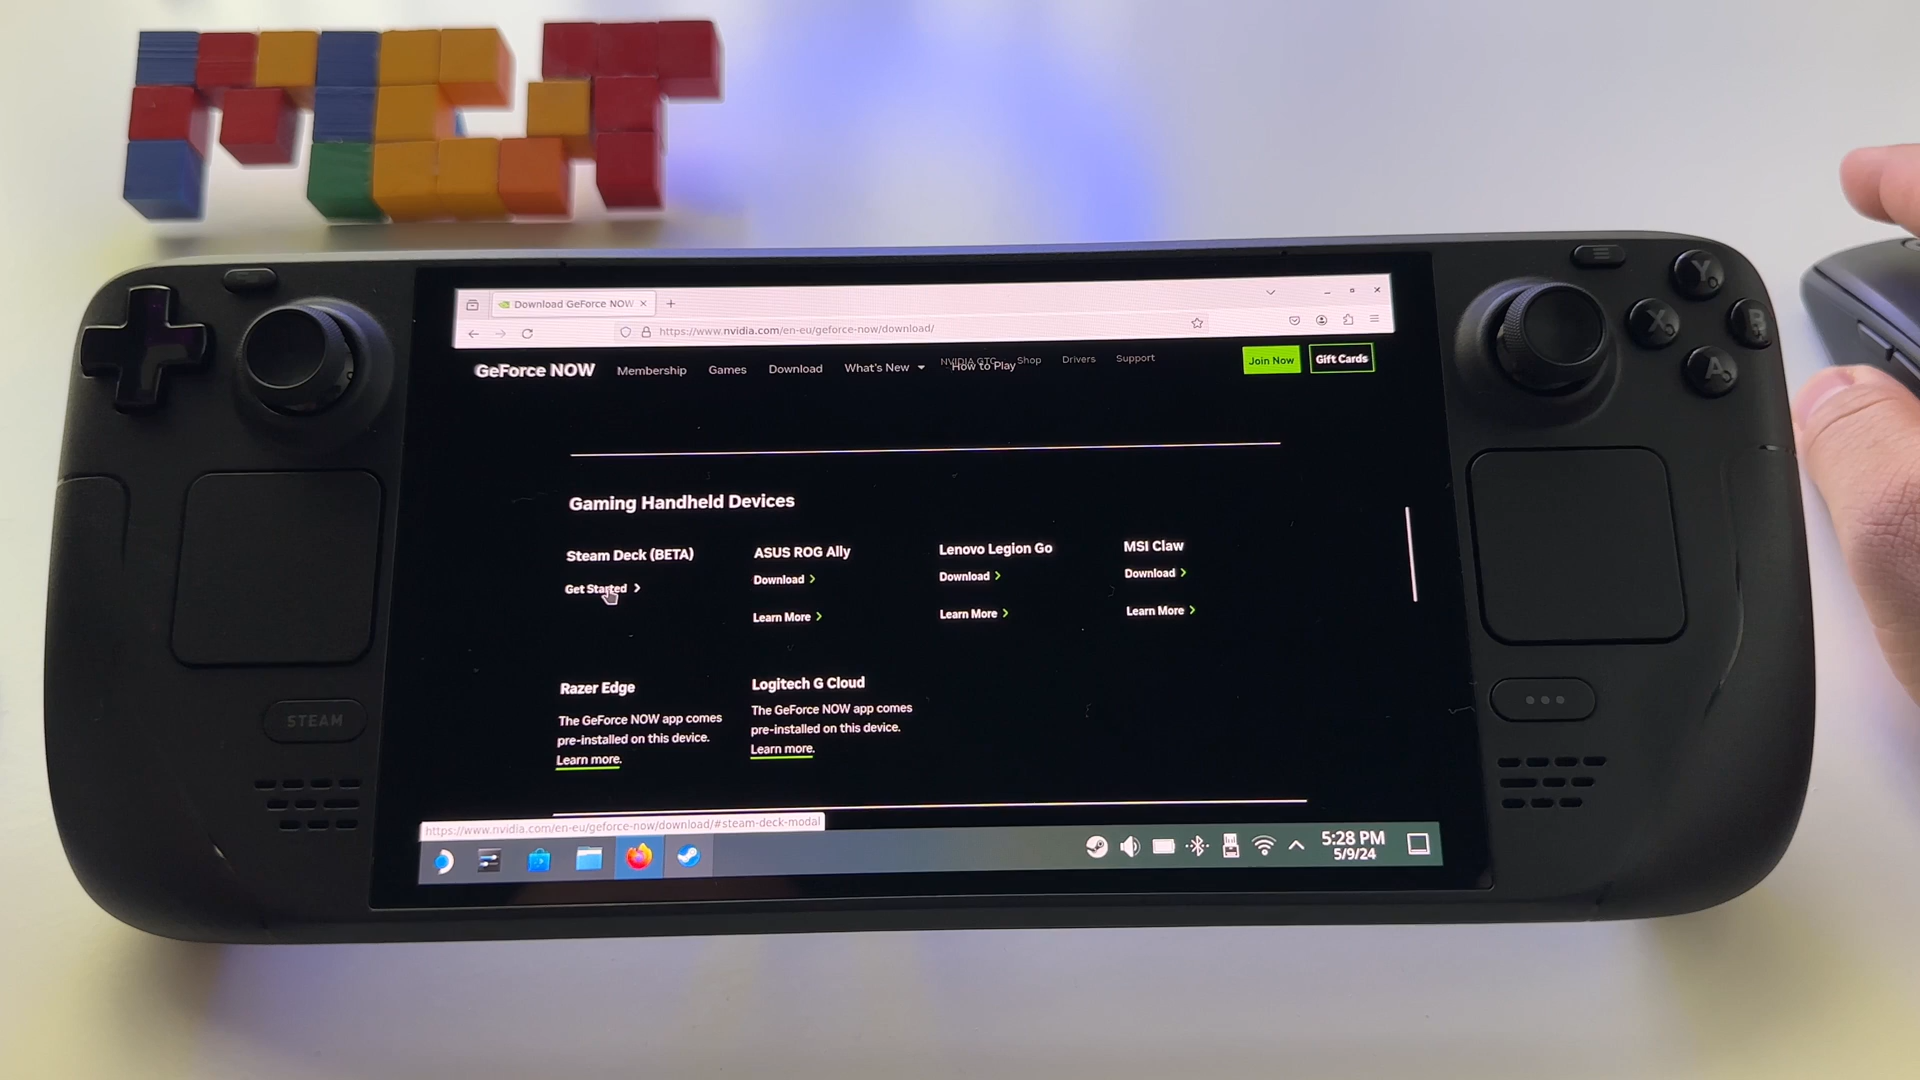 MCT
Download GeForce NOW
https://www.nvidia.com/en-eu/geforce-now/download/
GeForce NOW
Membership
Games
Download
What's New
How to Play
NVIDIA GTC
Shop
Drivers
Support
Join Now
Gift Cards
Gaming Handheld Devices
Steam Deck (BETA)
Get Started
ASUS ROG Ally
Download
Learn More
Lenovo Legion Go
Download
Learn More
MSI Claw
Download
Learn More
Razer Edge
The GeForce NOW app comes
pre-installed on this device.
Learn more.
Logitech G Cloud
The GeForce NOW app comes
pre-installed on this device.
Learn more.
https://www.nvidia.com/en-eu/geforce-now/download/#steam-deck-modal
5:28 PM
5/9/24
STEAM
Y
X
B
A